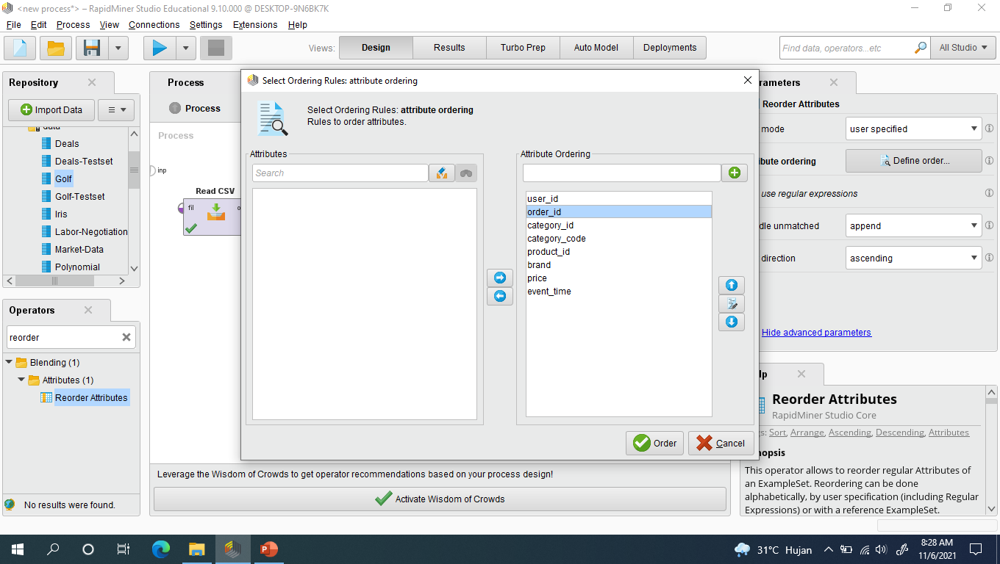 <new process*> – RapidMiner Studio Educational 9.10.000 @ DESKTOP-9N6BK7K
File Edit Process View Connections Settings Extensions Help
Views: Design Results Turbo Prep Auto Model Deployments
Find data, operators...etc
All Studio
Repository
Import Data
data
Deals
Deals-Testset
Golf
Golf-Testset
Iris
Labor-Negotiation
Market-Data
Polynomial
Operators
reorder
Blending (1)
Attributes (1)
Reorder Attributes
No results were found.
Process
Process
Process
inp
Read CSV
fil
o
Select Ordering Rules: attribute ordering
Select Ordering Rules: attribute ordering
Rules to order attributes.
Attributes
Search
Attribute Ordering
user_id
order_id
category_id
category_code
product_id
brand
price
event_time
Order
Cancel
Leverage the Wisdom of Crowds to get operator recommendations based on your process design!
Activate Wisdom of Crowds
rameters
Reorder Attributes
mode
user specified
bute ordering
Define order...
use regular expressions
dle unmatched
append
direction
ascending
Hide advanced parameters
lp
Reorder Attributes
RapidMiner Studio Core
s: Sort, Arrange, Ascending, Descending, Attributes
nopsis
This operator allows to reorder regular Attributes of
an ExampleSet. Reordering can be done
alphabetically, by user specification (including Regular
Expressions) or with a reference ExampleSet.
31°C Hujan
8:28 AM
11/6/2021